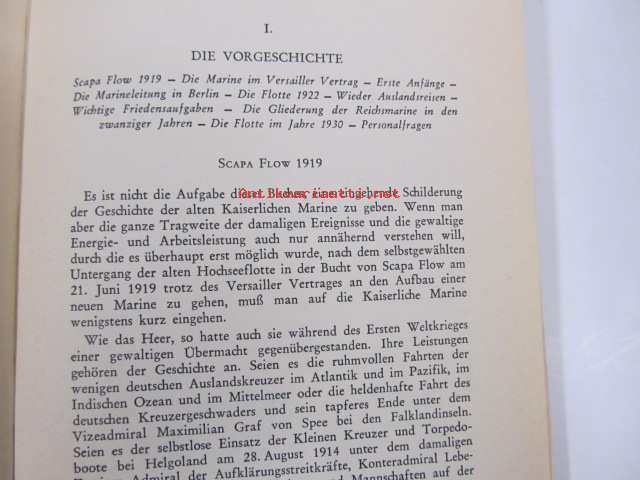 I.
DIE VORGESCHICHTE
Scapa Flow 1919 – Die Marine im Versailler Vertrag – Erste Anfänge –
Die Marineleitung in Berlin – Die Flotte 1922 – Wieder Auslandsreisen –
Wichtige Friedensaufgaben – Die Gliederung der Reichsmarine in den
zwanziger Jahren – Die Flotte im Jahre 1930 – Personalfragen
SCAPA FLOW 1919
Es ist nicht die Aufgabe dieses Buches, eine eingehende Schilderung
der Geschichte der alten Kaiserlichen Marine zu geben. Wenn man
aber die ganze Tragweite der damaligen Ereignisse und die gewaltige
Energie- und Arbeitsleistung auch nur annähernd verstehen will,
durch die es überhaupt erst möglich wurde, nach dem selbstgewählten
Untergang der alten Hochseeflotte in der Bucht von Scapa Flow am
21. Juni 1919 trotz des Versailler Vertrages an den Aufbau einer
neuen Marine zu gehen, muß man auf die Kaiserliche Marine
wenigstens kurz eingehen.
Wie das Heer, so hatte auch sie während des Ersten Weltkrieges
einer gewaltigen Übermacht gegenübergestanden. Ihre Leistungen
gehören der Geschichte an. Seien es die ruhmvollen Fahrten der
wenigen deutschen Auslandskreuzer im Atlantik und im Pazifik, im
Indischen Ozean und im Mittelmeer oder die heldenhafte Fahrt des
deutschen Kreuzergeschwaders und sein tapferes Ende unter dem
Vizeadmiral Maximilian Graf von Spee bei den Falklandinseln.
Seien es der selbstlose Einsatz der Kleinen Kreuzer und Torpedo-
boote bei Helgoland am 28. August 1914 unter dem damaligen
Admiral der Aufklärungsstreitkräfte, Konteradmiral Lebe-
und Mannschaften auf der